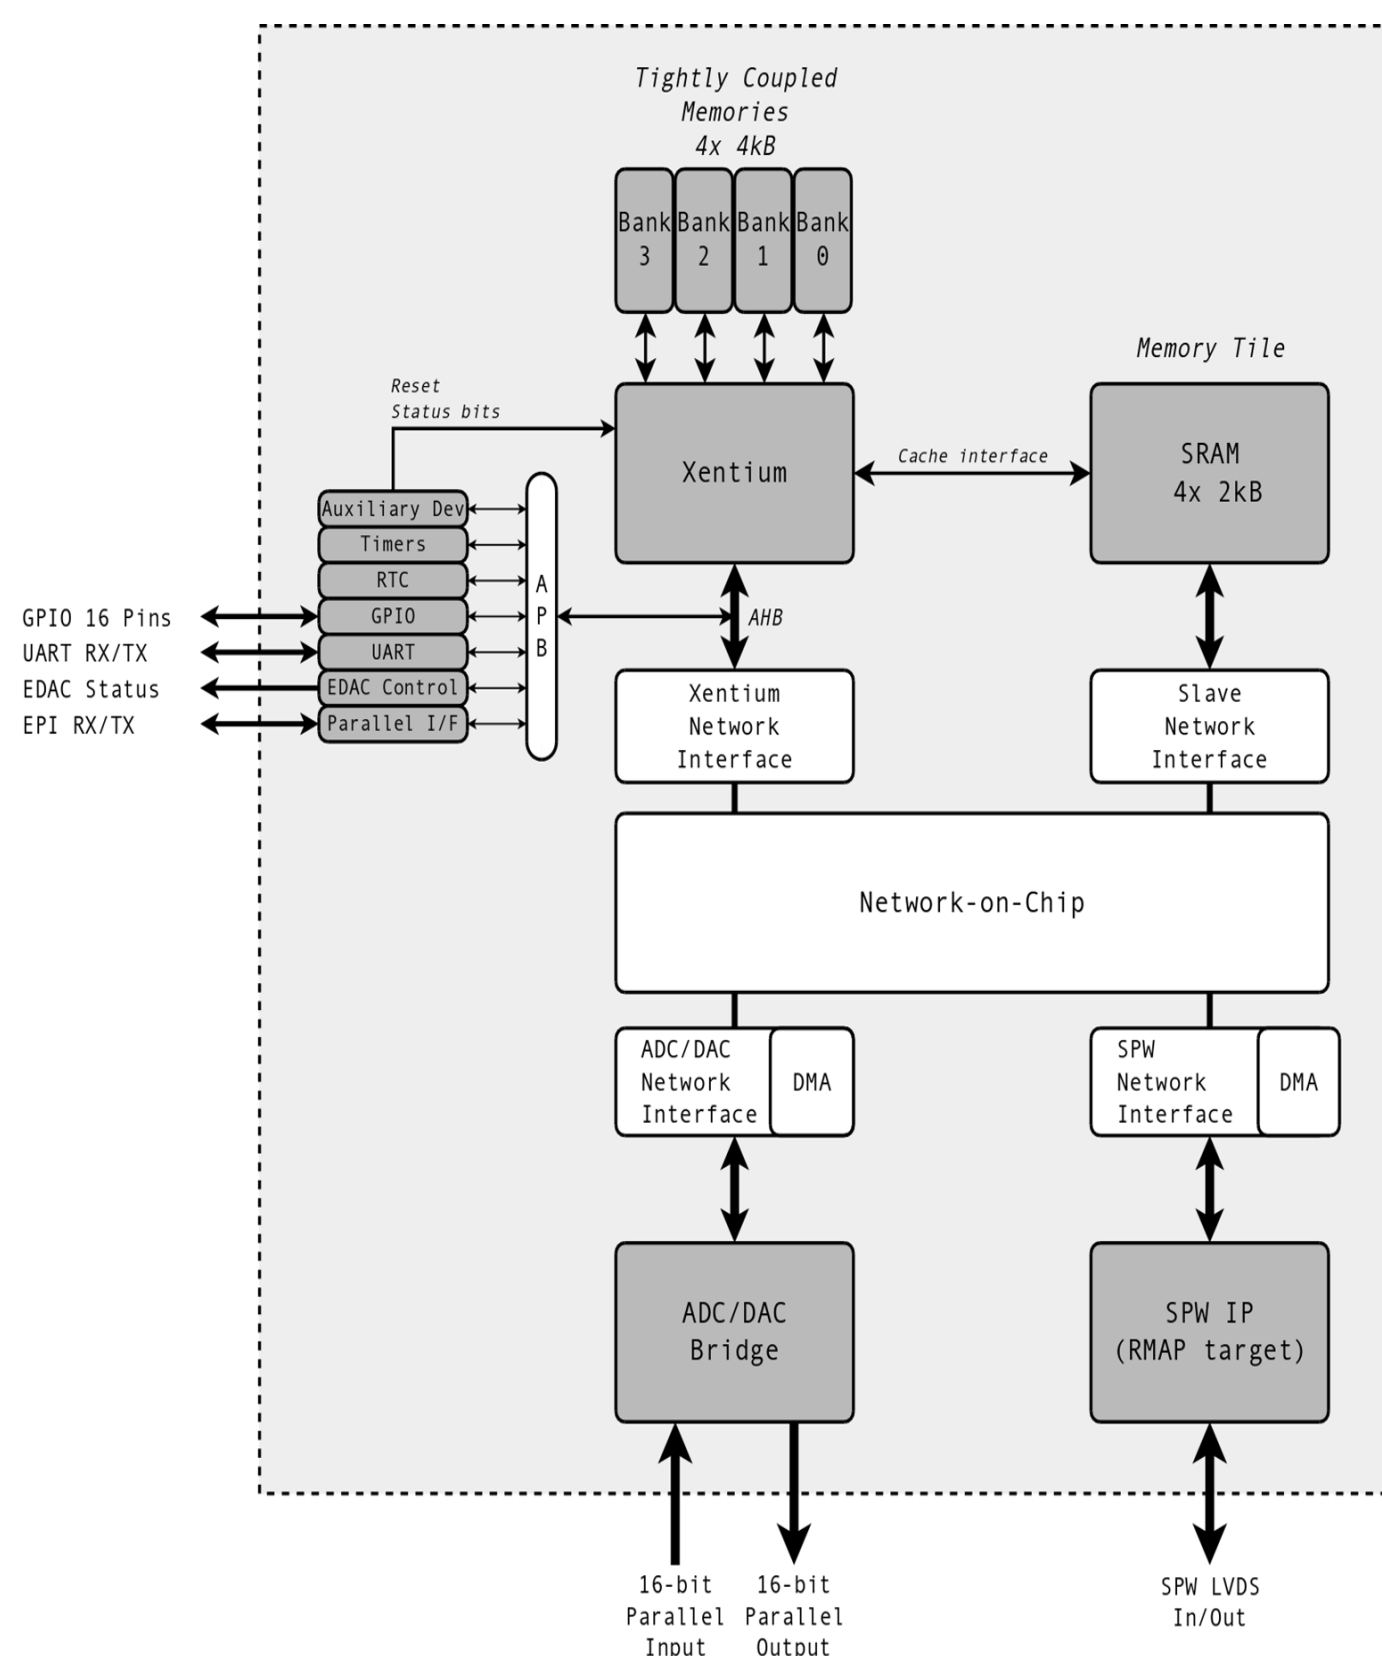 Tightly Coupled
Memories
4x 4kB
Bank
3
Bank
2
Bank
1
Bank
0
Memory Tile
Reset
Status bits
Xentium
Cache interface
SRAM
4x 2kB
Auxiliary Dev
Timers
RTC
GPIO
UART
EDAC Control
Parallel I/F
A
P
B
AHB
GPIO 16 Pins
UART RX/TX
EDAC Status
EPI RX/TX
Xentium
Network
Interface
Slave
Network
Interface
Network-on-Chip
ADC/DAC
Network
Interface
DMA
SPW
Network
Interface
DMA
ADC/DAC
Bridge
SPW IP
(RMAP target)
16-bit
Parallel
Input
16-bit
Parallel
Output
SPW LVDS
In/Out